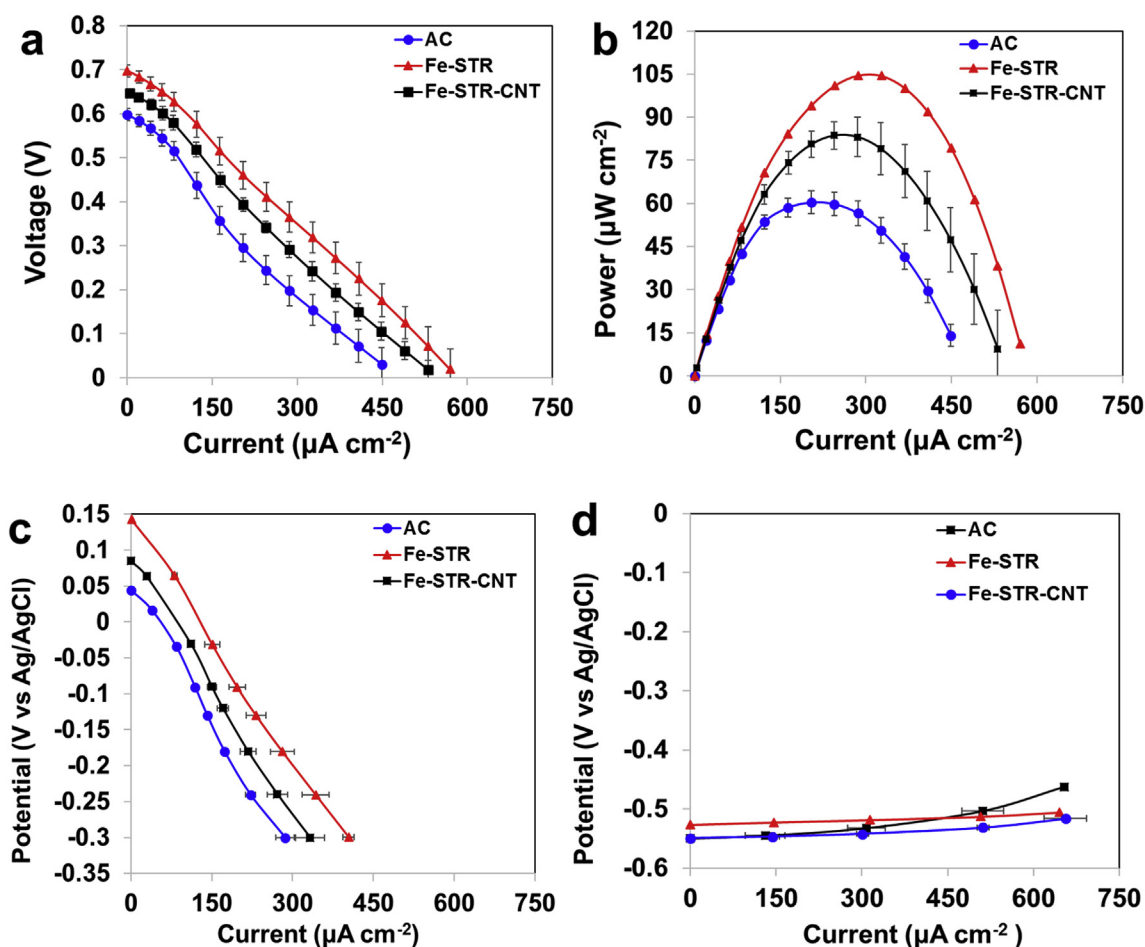 a
AC
Fe-STR
Fe-STR-CNT
0.8
0.7
0.6
0.5
0.4
0.3
0.2
0.1
0
Voltage (V)
0 150 300 450 600 750
Current (µA cm-2)
b
AC
Fe-STR
Fe-STR-CNT
120
105
90
75
60
45
30
15
0
Power (µW cm-2)
0 150 300 450 600 750
Current (µA cm-2)
c
AC
Fe-STR
Fe-STR-CNT
0.15
0.1
0.05
0
-0.05
-0.1
-0.15
-0.2
-0.25
-0.3
-0.35
Potential (V vs Ag/AgCl)
0 150 300 450 600 750
Current (µA cm-2)
d
AC
Fe-STR
Fe-STR-CNT
0
-0.1
-0.2
-0.3
-0.4
-0.5
-0.6
Potential (V vs Ag/AgCl)
0 150 300 450 600 750
Current (µA cm-2 )